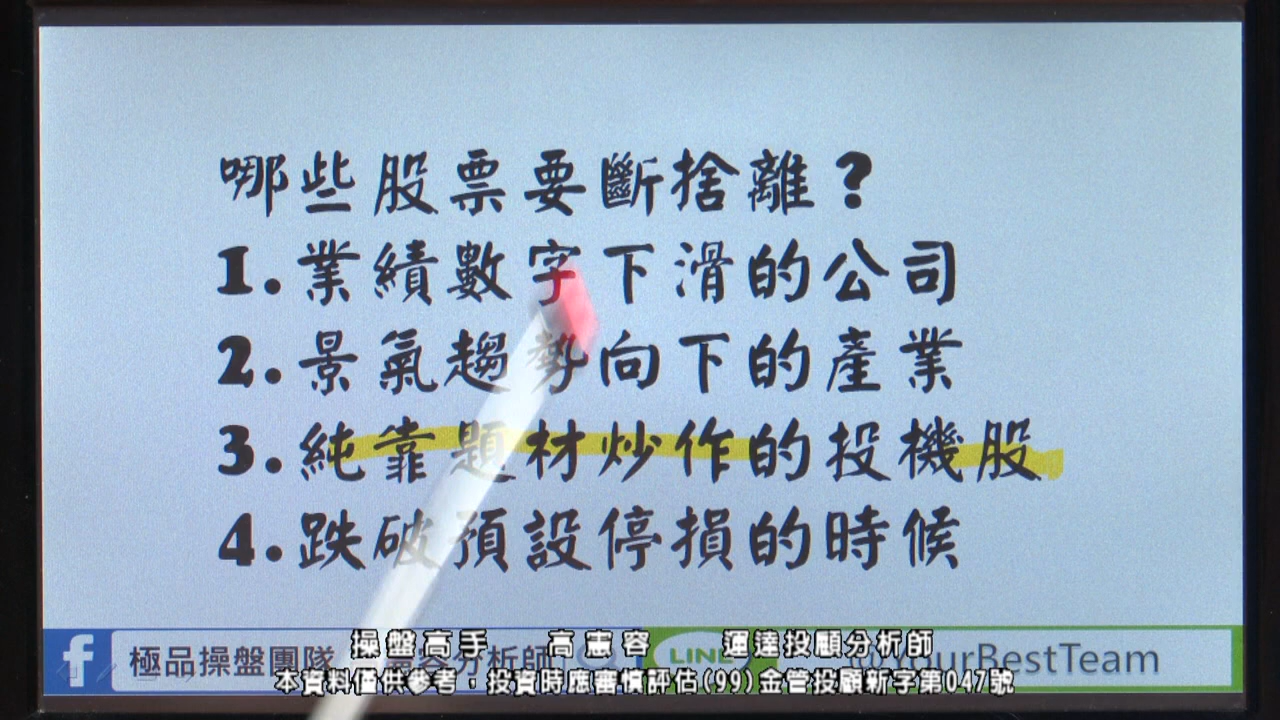 哪些股票要斷捨離？
1.業績數字下滑的公司
2.景氣趨勢向下的產業
3.純靠題材炒作的投機股
4.跌破預設停損的時候
操盤高手 高憲容 運達投顧分析師
極品操盤團隊 容分析師 LINE @YourBestTeam
本資料僅供參考，投資時應審慎評估(99)金管投顧新字第047號